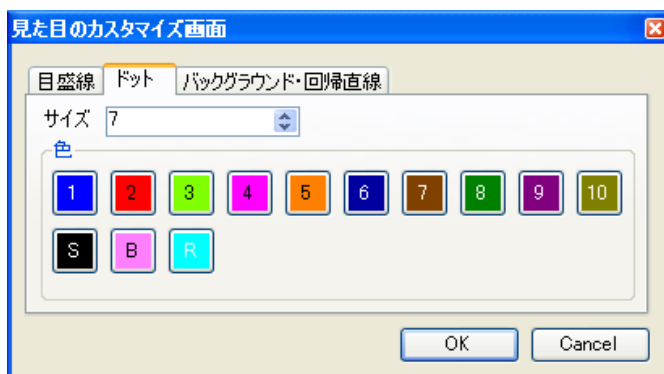 見た目のカスタマイズ画面
目盛線 ドット バックグラウンド・回帰直線
サイズ 7
色
1 2 3 4 5 6 7 8 9 10
S B R
OK Cancel